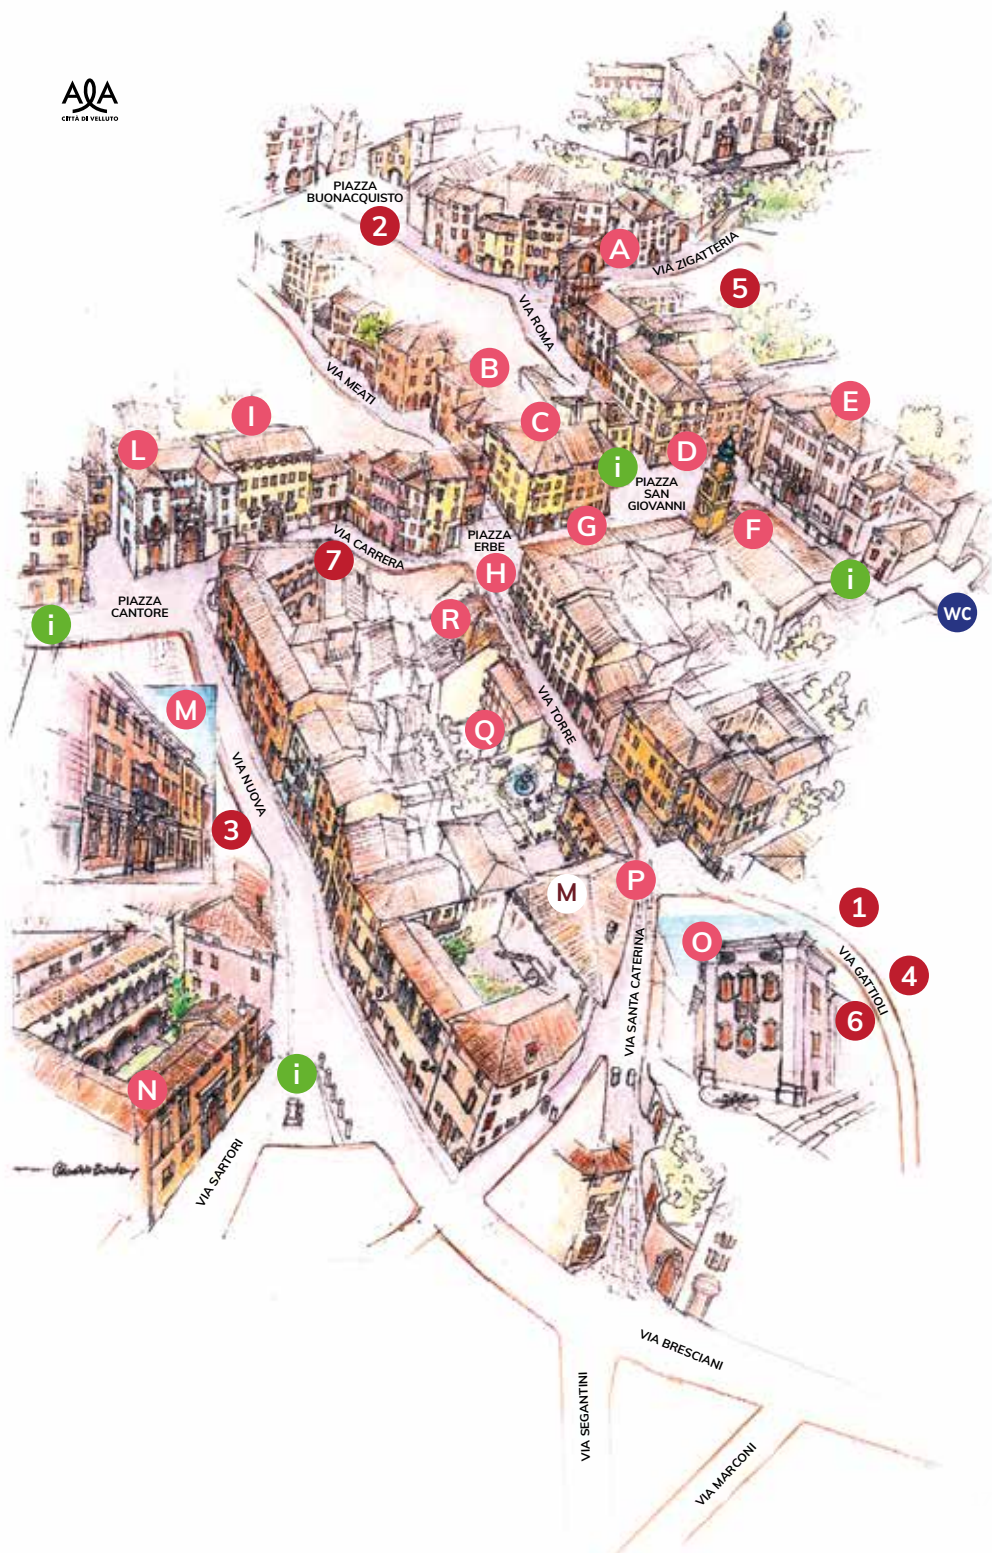 ALA
CITTÀ DI VELLUTO
PIAZZA
BUONACQUISTO
2
A
VIA ZIGATTERIA
5
VIA ROMA
B
VIA MEATI
I
C
E
L
D
i
PIAZZA
SAN
GIOVANNI
G
F
PIAZZA
ERBE
VIA CARRERA
7
H
i
PIAZZA
CANTORE
i
R
WC
M
Q
VIA TORRE
VIA NUOVA
3
P
M
1
O
VIA GATTIOLI
4
VIA SANTA CATERINA
6
i
N
VIA SARTORI
VIA BRESCIANI
VIA SEGANTINI
VIA MARCONI